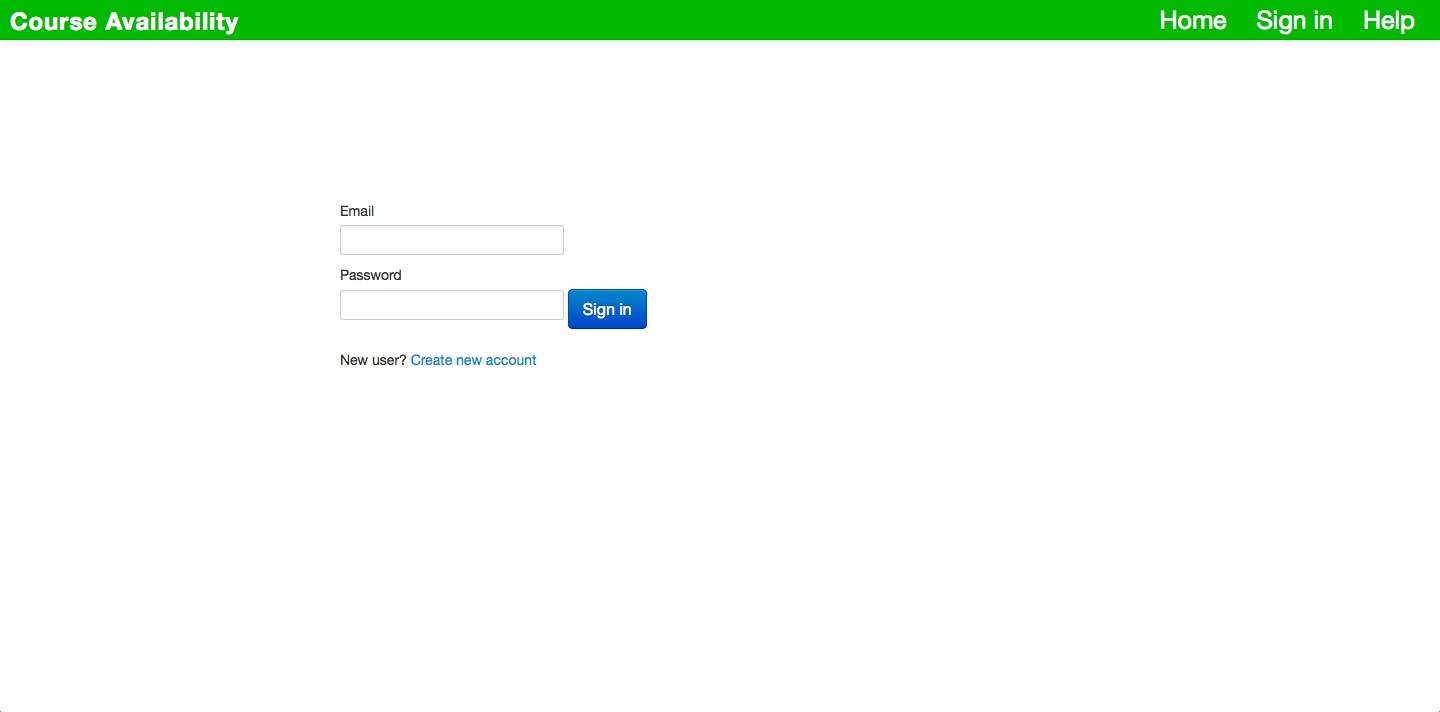 Course Availability Home Sign in Help
Email
Password
Sign in
New user? Create new account